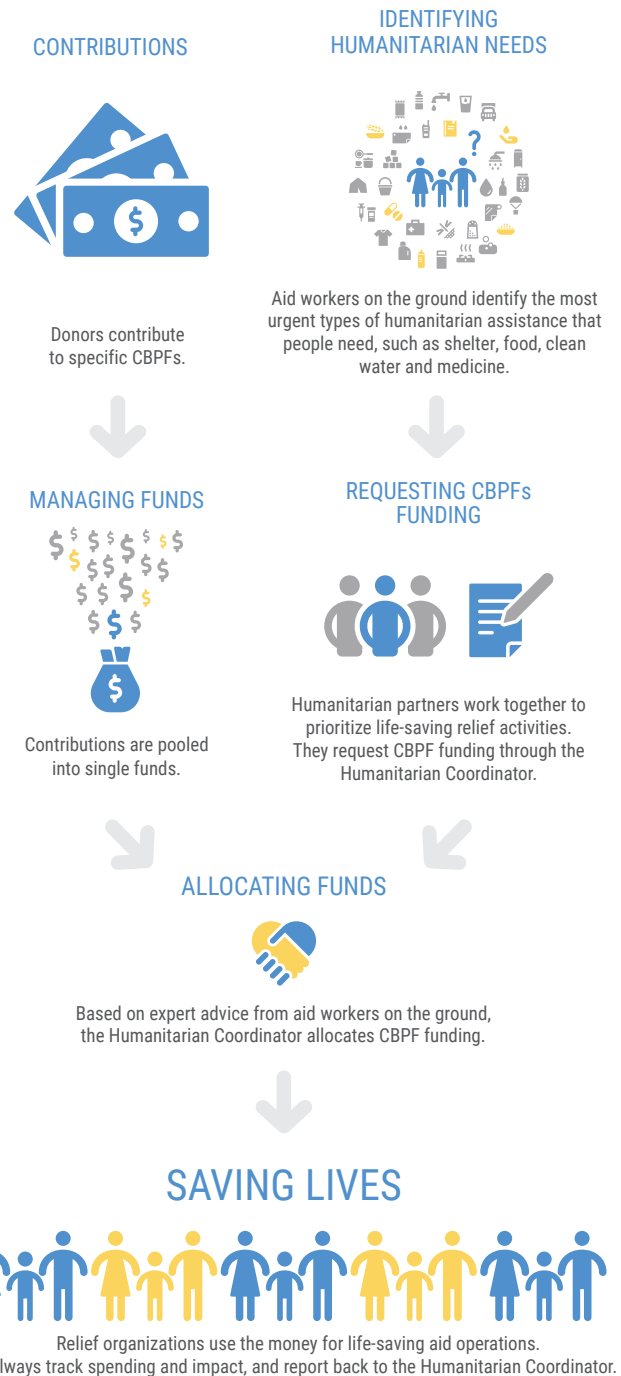 CONTRIBUTIONS
Donors contribute
to specific CBPFs.
IDENTIFYING
HUMANITARIAN NEEDS
?
Aid workers on the ground identify the most
urgent types of humanitarian assistance that
people need, such as shelter, food, clean
water and medicine.
MANAGING FUNDS
Contributions are pooled
into single funds.
REQUESTING CBPFs
FUNDING
Humanitarian partners work together to
prioritize life-saving relief activities.
They request CBPF funding through the
Humanitarian Coordinator.
ALLOCATING FUNDS
Based on expert advice from aid workers on the ground,
the Humanitarian Coordinator allocates CBPF funding.
SAVING LIVES
Relief organizations use the money for life-saving aid operations.
lways track spending and impact, and report back to the Humanitarian Coordinator.